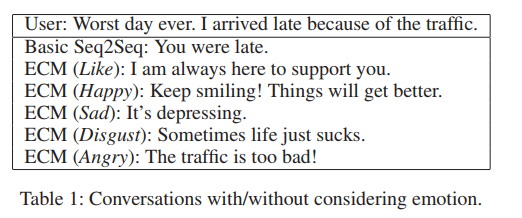 User: Worst day ever. I arrived late because of the traffic.
Basic Seq2Seq: You were late.
ECM (Like): I am always here to support you.
ECM (Happy): Keep smiling! Things will get better.
ECM (Sad): It's depressing.
ECM (Disgust): Sometimes life just sucks.
ECM (Angry): The traffic is too bad!
Table 1: Conversations with/without considering emotion.